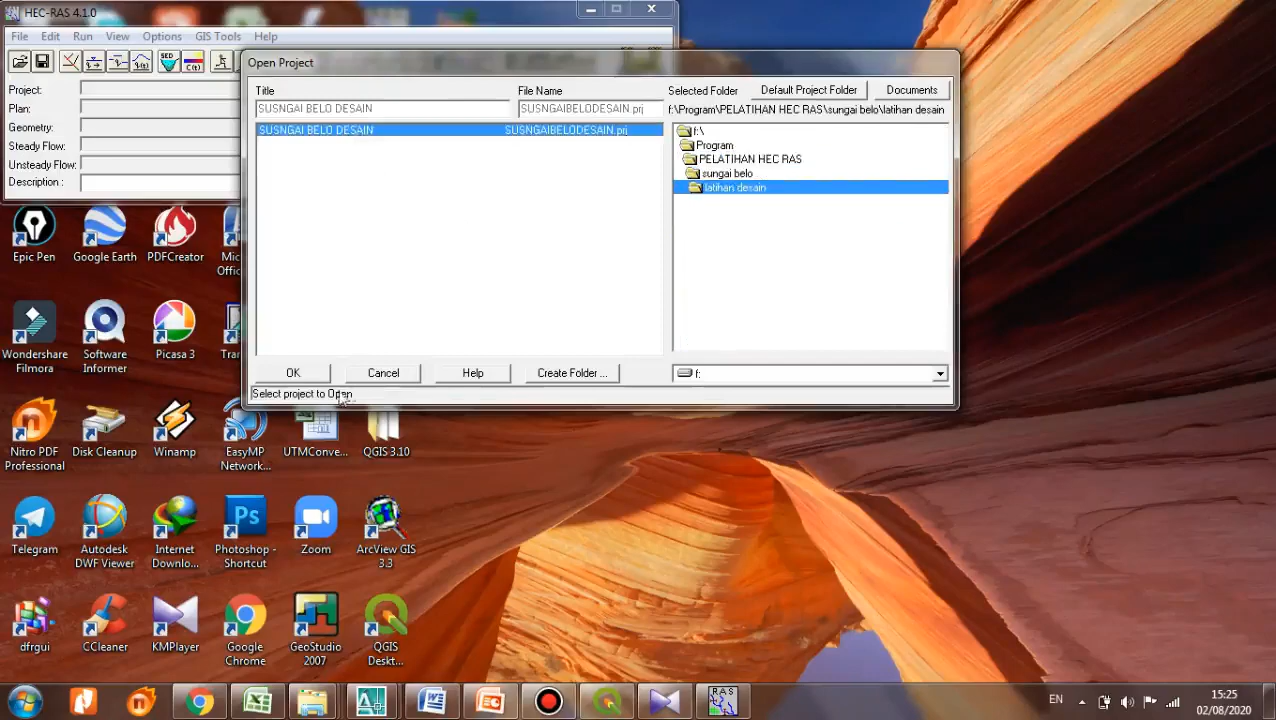 HEC-RAS 4.1.0
File Edit Run View Options GIS Tools Help
Project:
Plan:
Geometry:
Steady Flow:
Unsteady Flow:
Description :
Open Project
Title
File Name
Selected Folder
Default Project Folder
Documents
SUSNGAI BELO DESAIN
SUSNGAIBELODESAIN.prj
f:\Program\PELATIHAN HEC RAS\sungai belo\latihan desain
SUSNGAI BELO DESAIN
SUSNGAIBELODESAIN.prj
f:\
Program
PELATIHAN HEC RAS
sungai belo
latihan desain
OK
Cancel
Help
Create Folder ...
f:
Select project to Open
Epic Pen
Google Earth
PDFCreator
Mic
Offic
Wondershare
Filmora
Software
Informer
Picasa 3
Tran
Nitro PDF
Professional
Disk Cleanup
Winamp
EasyMP
Network...
UTMConve...
QGIS 3.10
Telegram
Autodesk
DWF Viewer
Internet
Downlo...
Photoshop -
Shortcut
Zoom
ArcView GIS
3.3
dfrgui
CCleaner
KMPlayer
Google
Chrome
GeoStudio
2007
QGIS
Deskt...
EN
15:25
02/08/2020